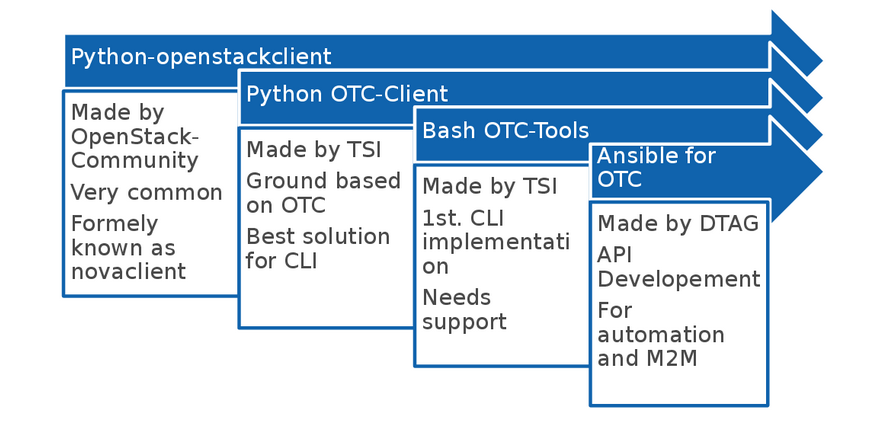 Python-openstackclient
Made by
OpenStack-
Community
Very common
Formely
known as
novaclient
Python OTC-Client
Made by TSI
Ground based
on OTC
Best solution
for CLI
Bash OTC-Tools
Made by TSI
1st. CLI
implementati
on
Needs
support
Ansible for
OTC
Made by DTAG
API
Developement
For
automation
and M2M